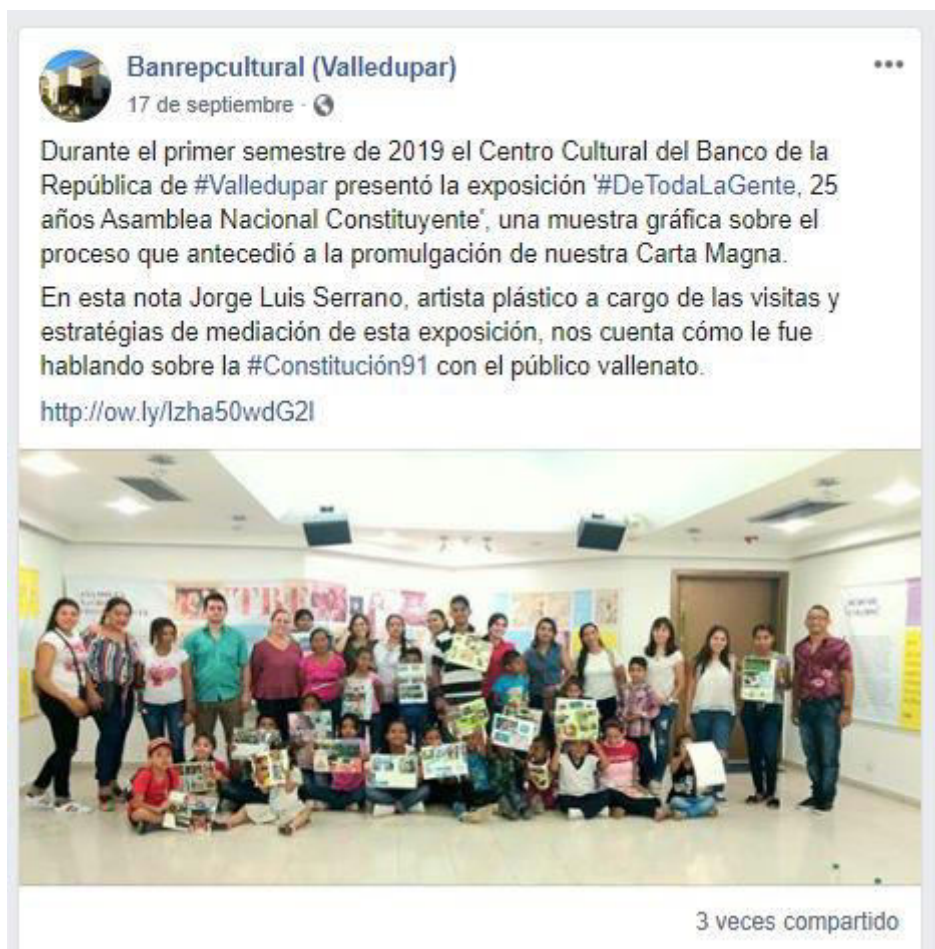 Banrepcultural (Valledupar)
17 de septiembre ·
Durante el primer semestre de 2019 el Centro Cultural del Banco de la
República de #Valledupar presentó la exposición '#DeTodaLaGente, 25
años Asamblea Nacional Constituyente', una muestra gráfica sobre el
proceso que antecedió a la promulgación de nuestra Carta Magna.
En esta nota Jorge Luis Serrano, artista plástico a cargo de las visitas y
estratégias de mediación de esta exposición, nos cuenta cómo le fue
hablando sobre la #Constitución91 con el público vallenato.
http://ow.ly/Izha50wdG2I
3 veces compartido